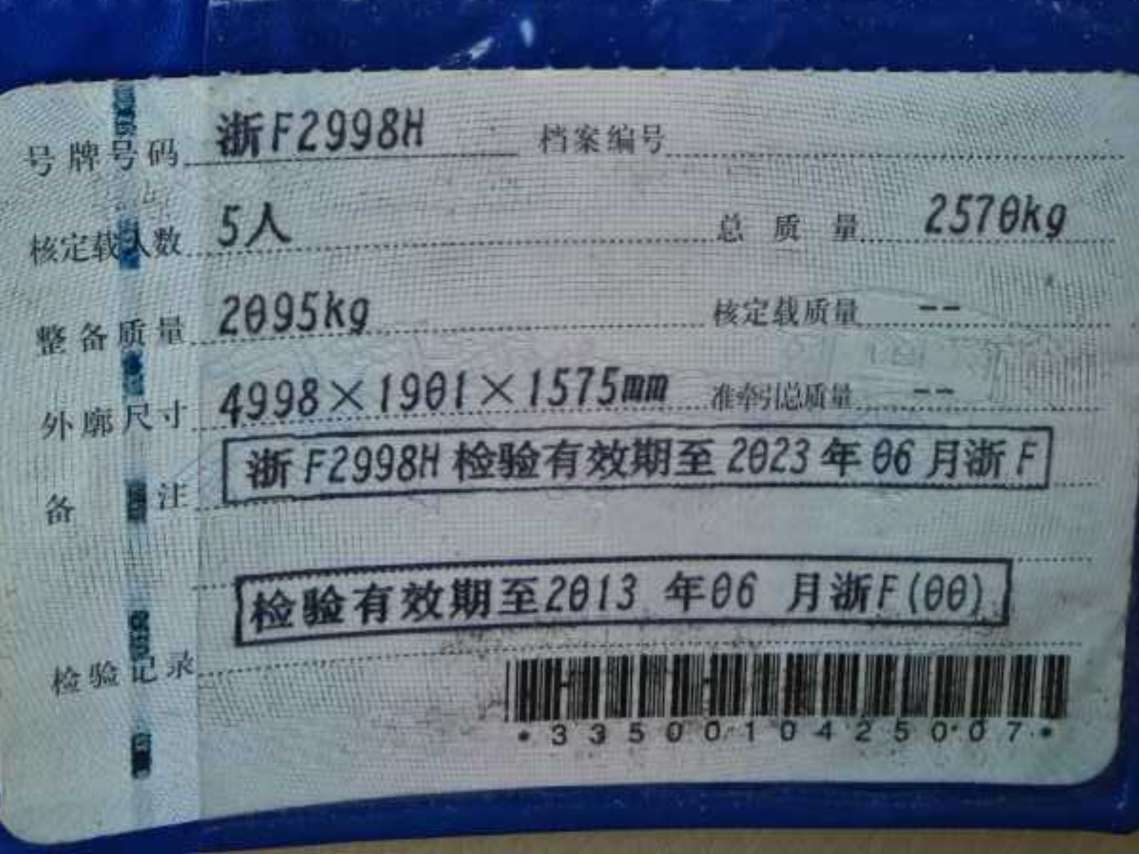 号牌号码 浙F2998H 档案编号
核定载人数 5人 总质量 2570kg
整备质量 2095kg 核定载质量 --
外廓尺寸 4998×1901×1575mm 准牵引总质量 --
浙F2998H检验有效期至2023年06月浙F
备注
检验有效期至2013年06月浙F(00)
检验记录
*3350010425007*